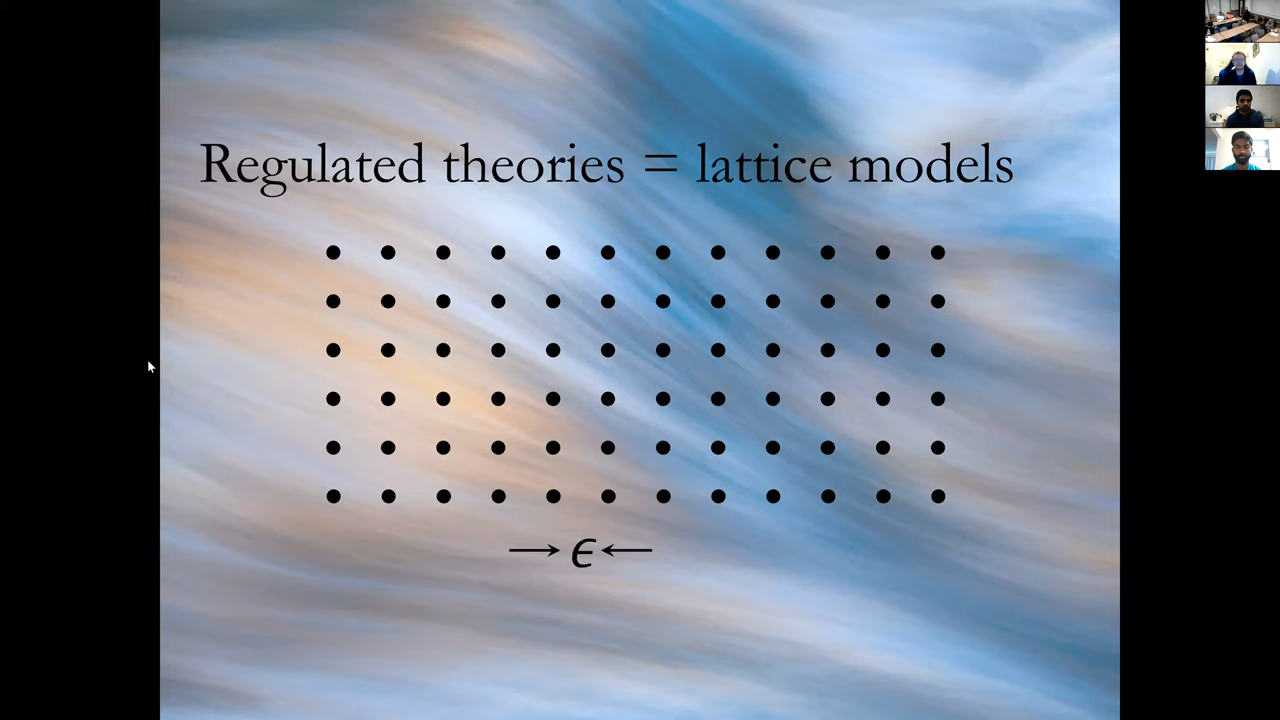 Regulated theories = lattice models
→ ϵ ←